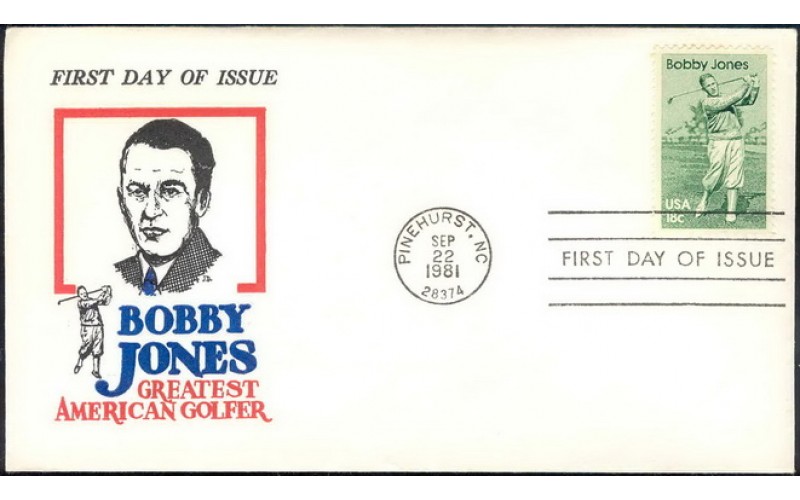 FIRST DAY OF ISSUE
BOBBY
JONES
GREATEST
AMERICAN GOLFER
PINEHURST, NC
SEP
22
1981
28374
Bobby Jones
USA
18c
FIRST DAY OF ISSUE